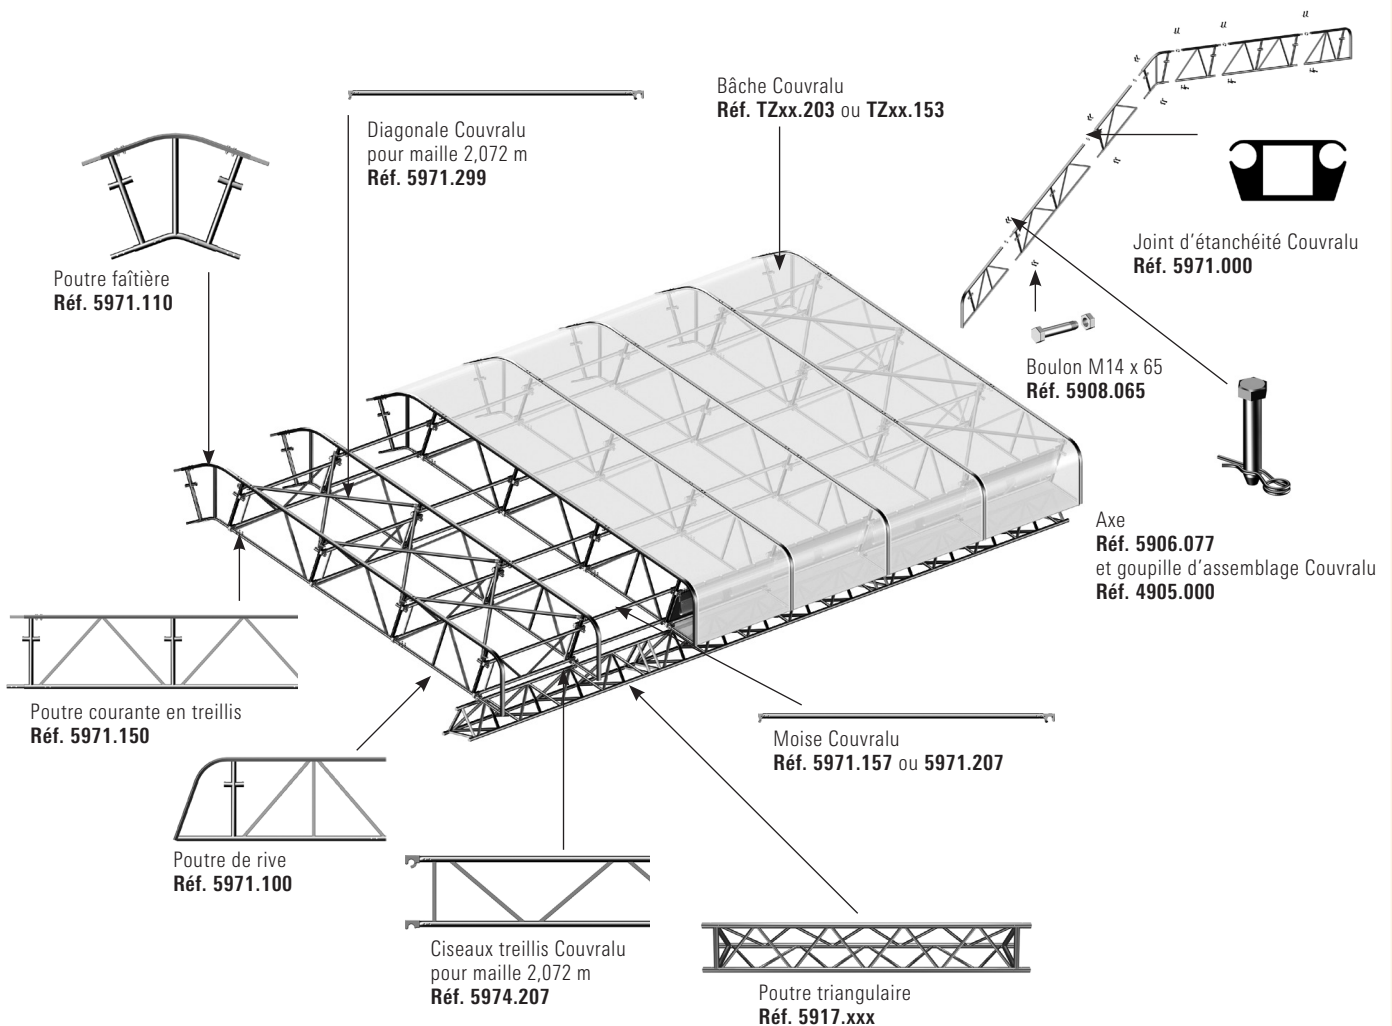 Diagonale Couvralu
pour maille 2,072 m
Réf. 5971.299
Bâche Couvralu
Réf. TZxx.203 ou TZxx.153
Joint d'étanchéité Couvralu
Réf. 5971.000
Poutre faîtière
Réf. 5971.110
Boulon M14 x 65
Réf. 5908.065
Axe
Réf. 5906.077
et goupille d'assemblage Couvralu
Réf. 4905.000
Poutre courante en treillis
Réf. 5971.150
Moise Couvralu
Réf. 5971.157 ou 5971.207
Poutre de rive
Réf. 5971.100
Ciseaux treillis Couvralu
pour maille 2,072 m
Réf. 5974.207
Poutre triangulaire
Réf. 5917.xxx